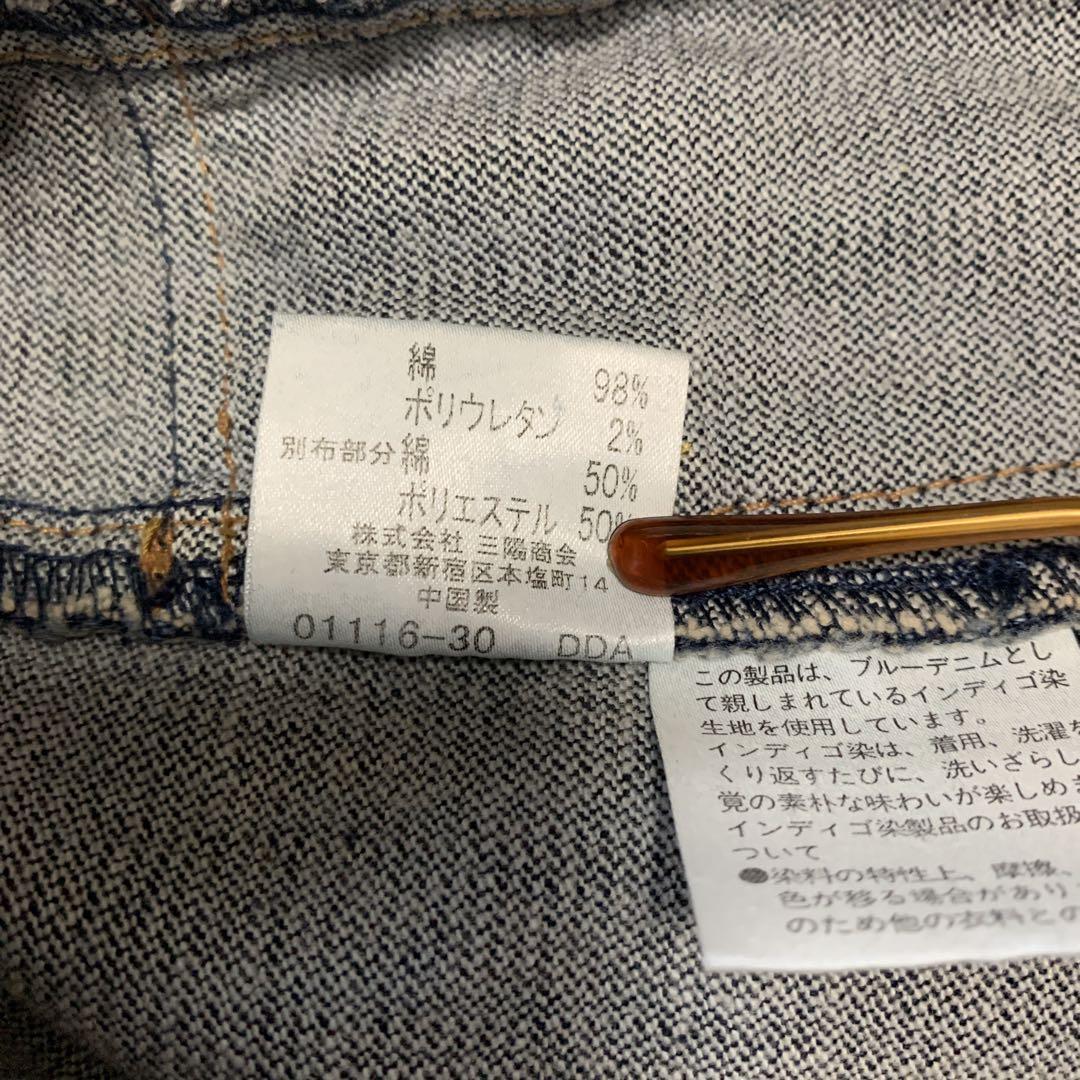 綿 98%
ポリウレタン 2%
別布部分 綿 50%
ポリエステル 50%
株式会社 三陽商会
東京都新宿区本塩町14
中国製
01116-30 DDA
この製品は、ブルーデニムとし
て親しまれているインディゴ染
生地を使用しています。
インディゴ染は、着用、洗濯を
くり返すたびに、洗いざらし
覚の素朴な味わいが楽しめま
インディゴ染製品のお取扱
ついて
●染料の特性上、摩擦、
色が移る場合があり
のため他の衣料との